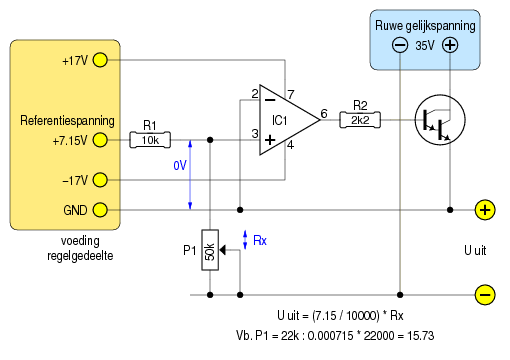 Ruwe gelijkspanning
− 35V +
+17V
Referentiespanning
+7.15V
−17V
GND
voeding
regelgedeelte
R1
10k
0V
2
−
7
IC1
6
3
+
4
R2
2k2
P1
50k
Rx
+
U uit
−
U uit = (7.15 / 10000) * Rx
Vb. P1 = 22k : 0.000715 * 22000 = 15.73